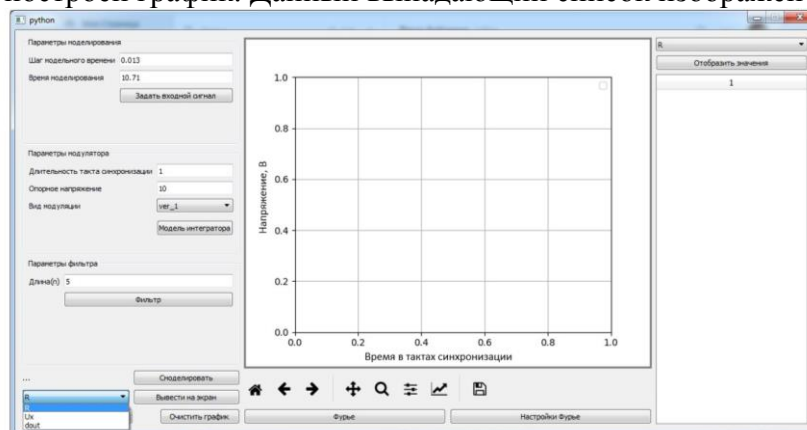 построен график. Данный выпадающий список изображен
python
Параметры моделирования
Шаг модельного времени 0.013
Время моделирования 10.71
Задать входной сигнал
Параметры модулятора
Длительность такта синхронизации 1
Опорное напряжение 10
Вид модуляции ver_1
Модель интегратора
Параметры фильтра
Длина(n) 5
Фильтр
... Смоделировать
R Вывести на экран
R
Ux
dout
Очистить график
Напряжение, В
1.0
0.8
0.6
0.4
0.2
0.0
0.0 0.2 0.4 0.6 0.8 1.0
Время в тактах синхронизации
Фурье Настройки Фурье
R
Отобразить значения
1